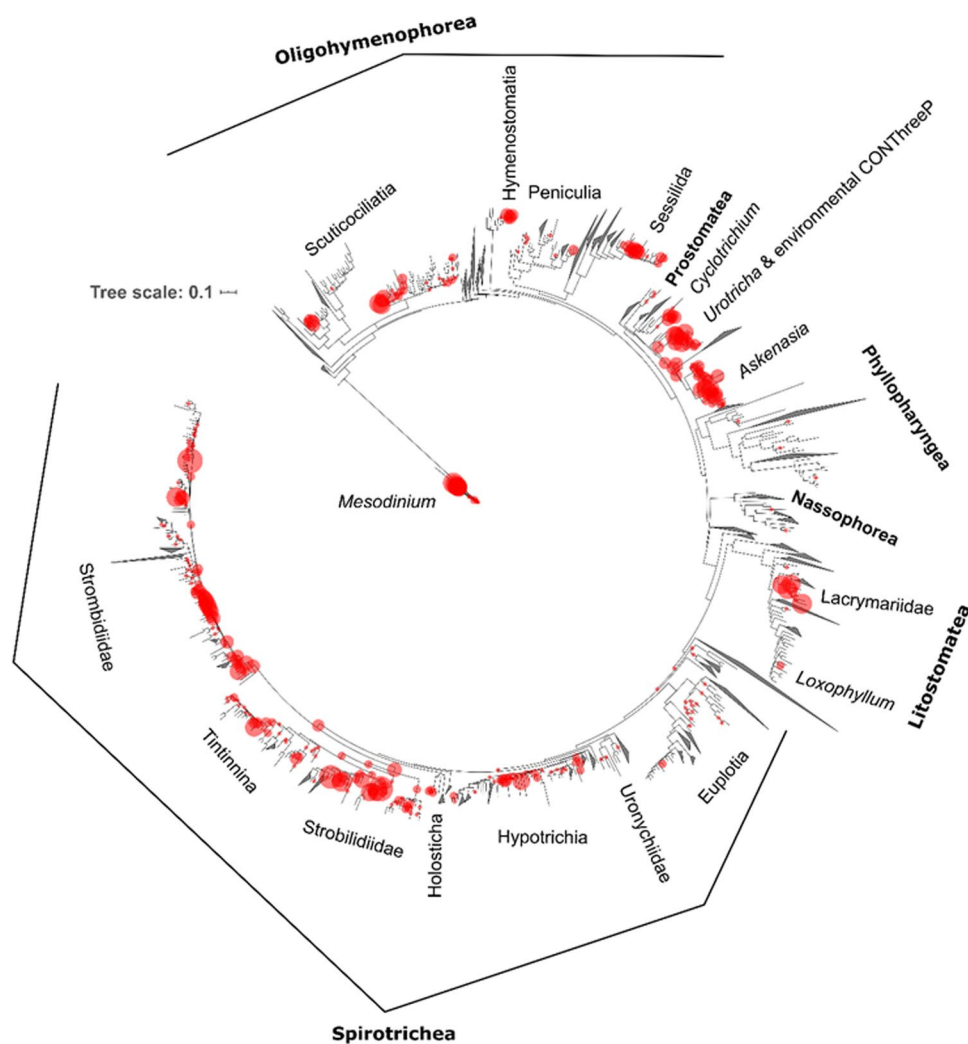 Oligohymenophorea
Hymenostomatia
Peniculia
Scuticociliatia
Sessilida
Prostomatea
Cyclotrichium
Urotricha & environmental CONThreeP
Tree scale: 0.1
Askenasia
Phyllopharyngea
Mesodinium
Nassophorea
Strombidiidae
Lacrymariidae
Loxophyllum
Litostomatea
Tintinnina
Euplotia
Strobilidiidae
Holosticha
Hypotrichia
Uronychiidae
Spirotrichea